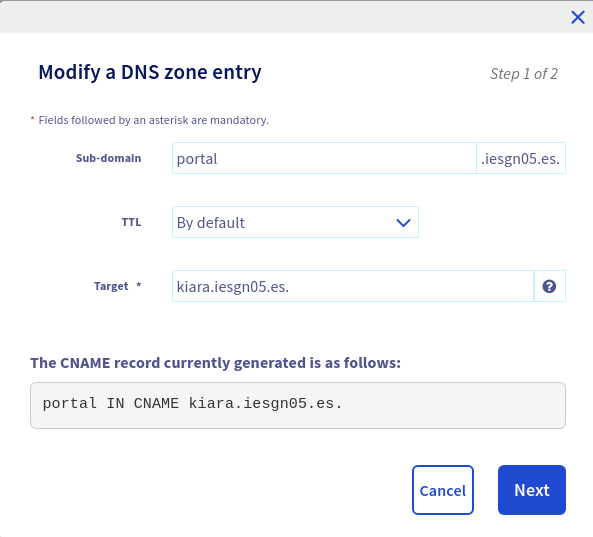 Modify a DNS zone entry
Step 1 of 2
* Fields followed by an asterisk are mandatory.
Sub-domain portal .iesgn05.es.
TTL By default
Target * kiara.iesgn05.es. ?
The CNAME record currently generated is as follows:
portal IN CNAME kiara.iesgn05.es.
Cancel Next